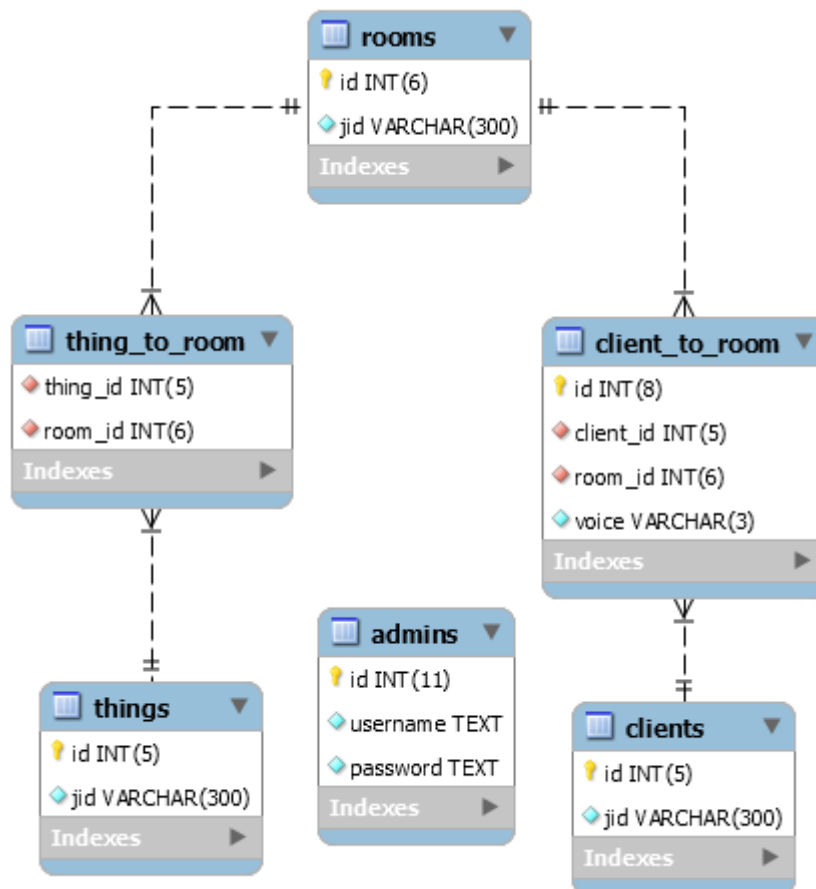 rooms
id INT(6)
jid VARCHAR(300)
Indexes
thing_to_room
thing_id INT(5)
room_id INT(6)
Indexes
client_to_room
id INT(8)
client_id INT(5)
room_id INT(6)
voice VARCHAR(3)
Indexes
admins
id INT(11)
username TEXT
password TEXT
Indexes
things
id INT(5)
jid VARCHAR(300)
Indexes
clients
id INT(5)
jid VARCHAR(300)
Indexes